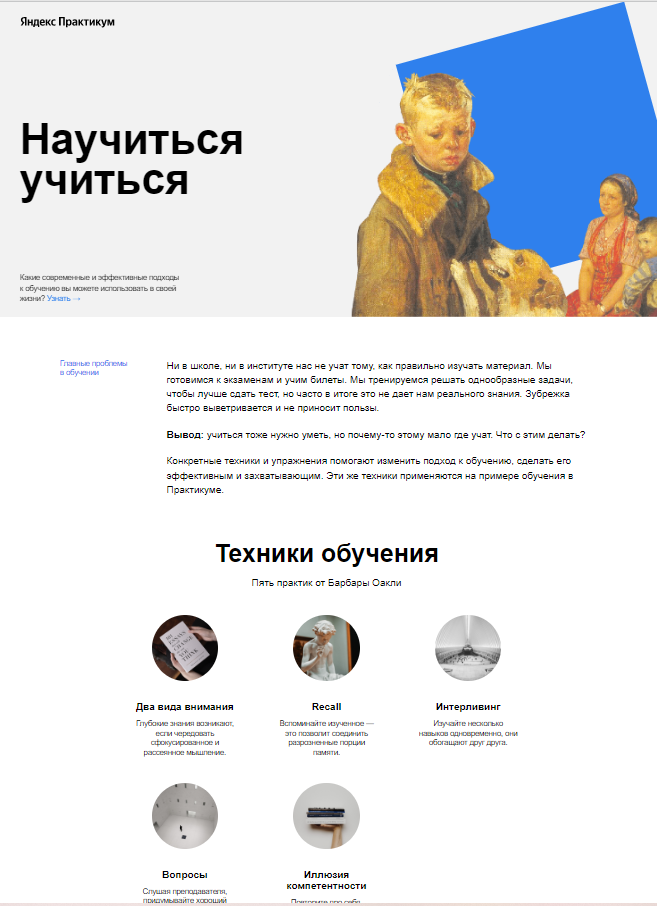 Яндекс Практикум
Научиться
учиться
Какие современные и эффективные подходы
к обучению вы можете использовать в своей
жизни? Узнать →
Главные проблемы
в обучении
Ни в школе, ни в институте нас не учат тому, как правильно изучать материал. Мы
готовимся к экзаменам и учим билеты. Мы тренируемся решать однообразные задачи,
чтобы лучше сдать тест, но часто в итоге это не дает нам реального знания. Зубрежка
быстро выветривается и не приносит пользы.
Вывод: учиться тоже нужно уметь, но почему-то этому мало где учат. Что с этим делать?
Конкретные техники и упражнения помогают изменить подход к обучению, сделать его
эффективным и захватывающим. Эти же техники применяются на примере обучения в
Практикуме.
Техники обучения
Пять практик от Барбары Оакли
THINK
Два вида внимания
Глубокие знания возникают,
если чередовать
сфокусированное и
рассеянное мышление.
Recall
Вспоминайте изученное —
это позволит соединить
разрозненные порции
памяти.
Интерливинг
Изучайте несколько
навыков одновременно, они
обогащают друг друга.
Вопросы
Слушая преподавателя,
придумывайте хороший
Иллюзия
компетентности
Повторите про себя